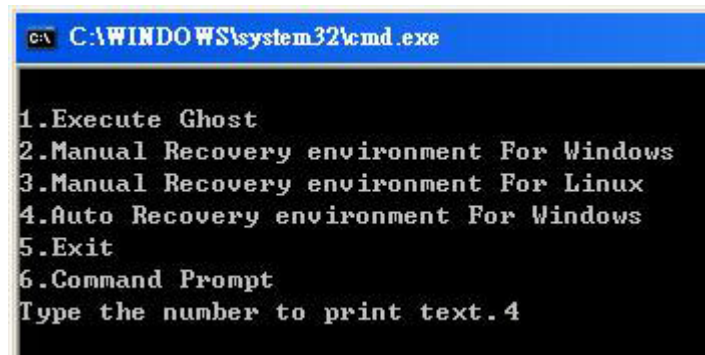 C:\WINDOWS\system32\cmd.exe
1.Execute Ghost
2.Manual Recovery environment For Windows
3.Manual Recovery environment For Linux
4.Auto Recovery environment For Windows
5.Exit
6.Command Prompt
Type the number to print text.4